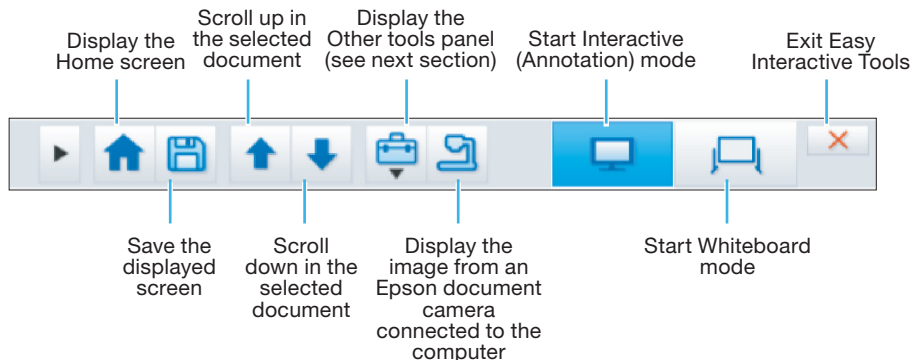 Display the
Home screen
Scroll up in
the selected
document
Display the
Other tools panel
(see next section)
Start Interactive
(Annotation) mode
Exit Easy
Interactive Tools
Save the
displayed
screen
Scroll
down in the
selected
document
Display the
image from an
Epson document
camera
connected to the
computer
Start Whiteboard
mode